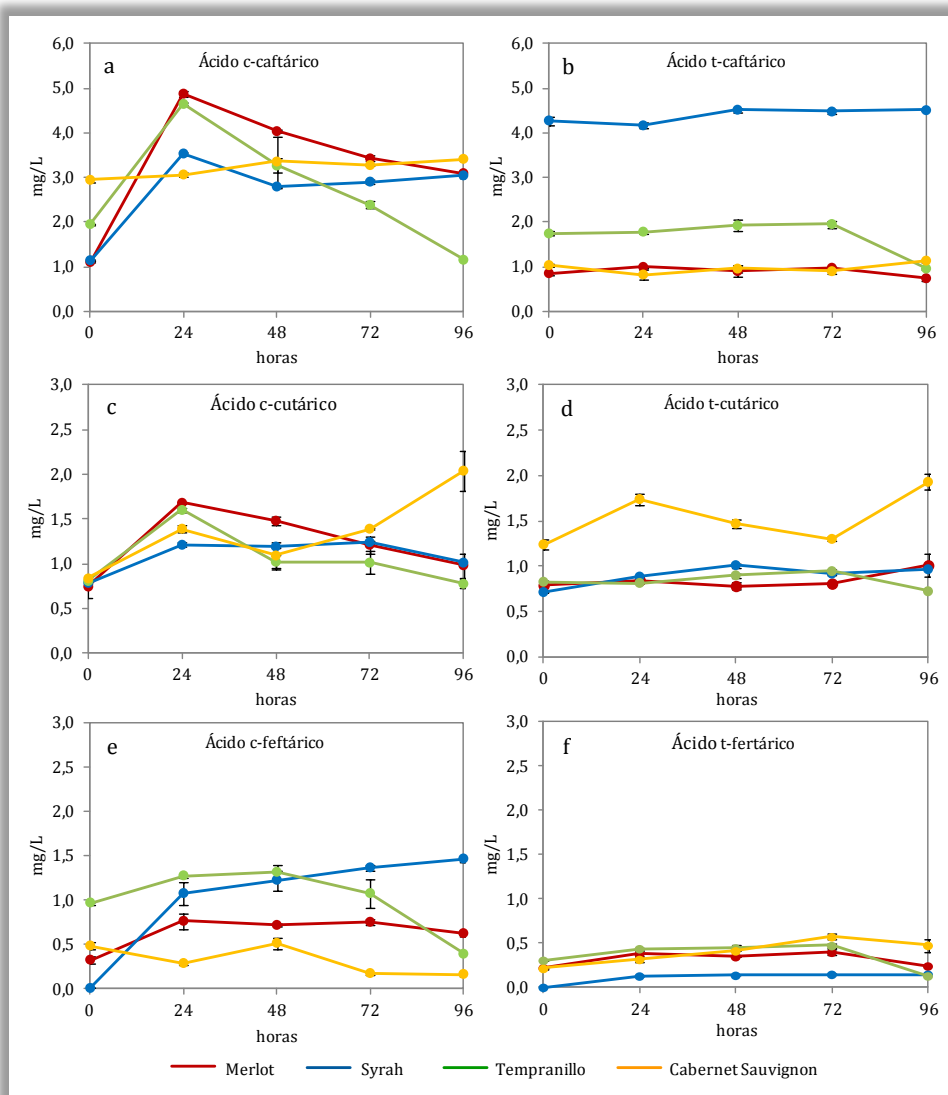 a Ácido c-caftárico
6,0
5,0
4,0
3,0
2,0
1,0
0,0
mg/L
0 24 48 72 96
horas
b Ácido t-caftárico
6,0
5,0
4,0
3,0
2,0
1,0
0,0
mg/L
0 24 48 72 96
horas
c Ácido c-cutárico
3,0
2,5
2,0
1,5
1,0
0,5
0,0
mg/L
0 24 48 72 96
horas
d Ácido t-cutárico
3,0
2,5
2,0
1,5
1,0
0,5
0,0
mg/L
0 24 48 72 96
horas
e Ácido c-feftárico
3,0
2,5
2,0
1,5
1,0
0,5
0,0
mg/L
0 24 48 72 96
horas
f Ácido t-fertárico
3,0
2,5
2,0
1,5
1,0
0,5
0,0
mg/L
0 24 48 72 96
horas
Merlot Syrah Tempranillo Cabernet Sauvignon